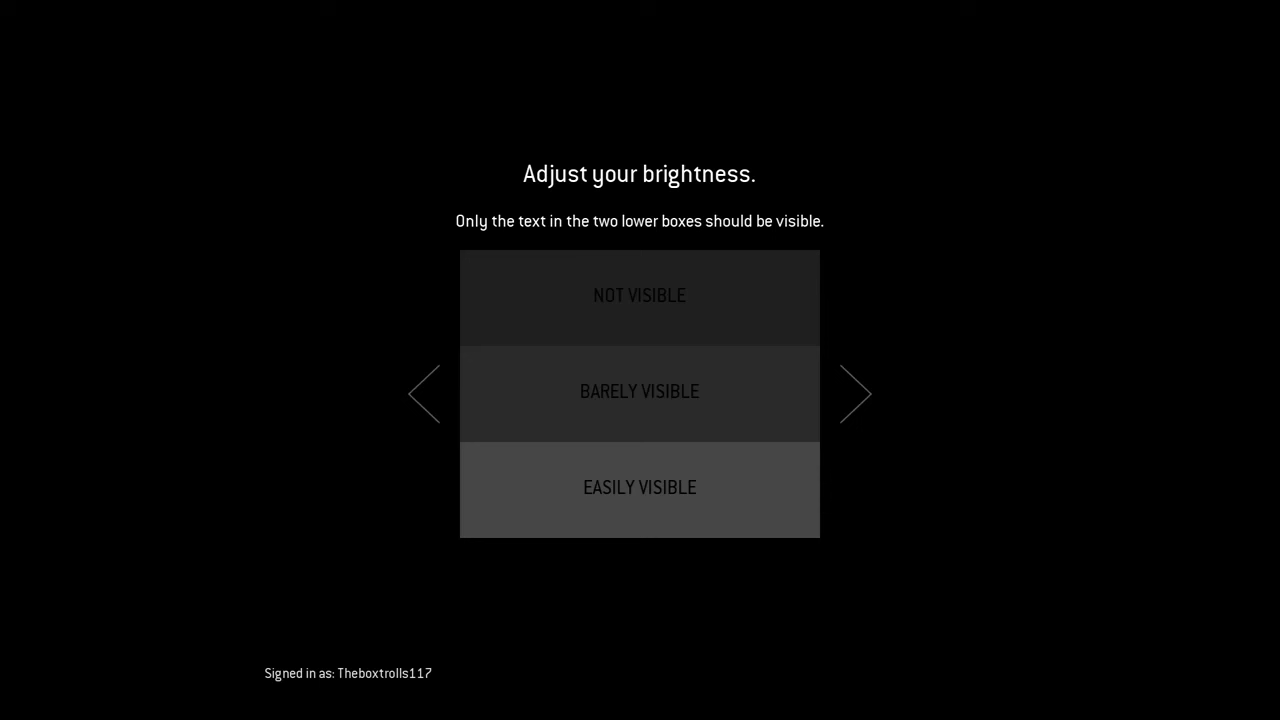 Adjust your brightness.
Only the text in the two lower boxes should be visible.
NOT VISIBLE
BARELY VISIBLE
EASILY VISIBLE
Signed in as: Theboxtrolls117